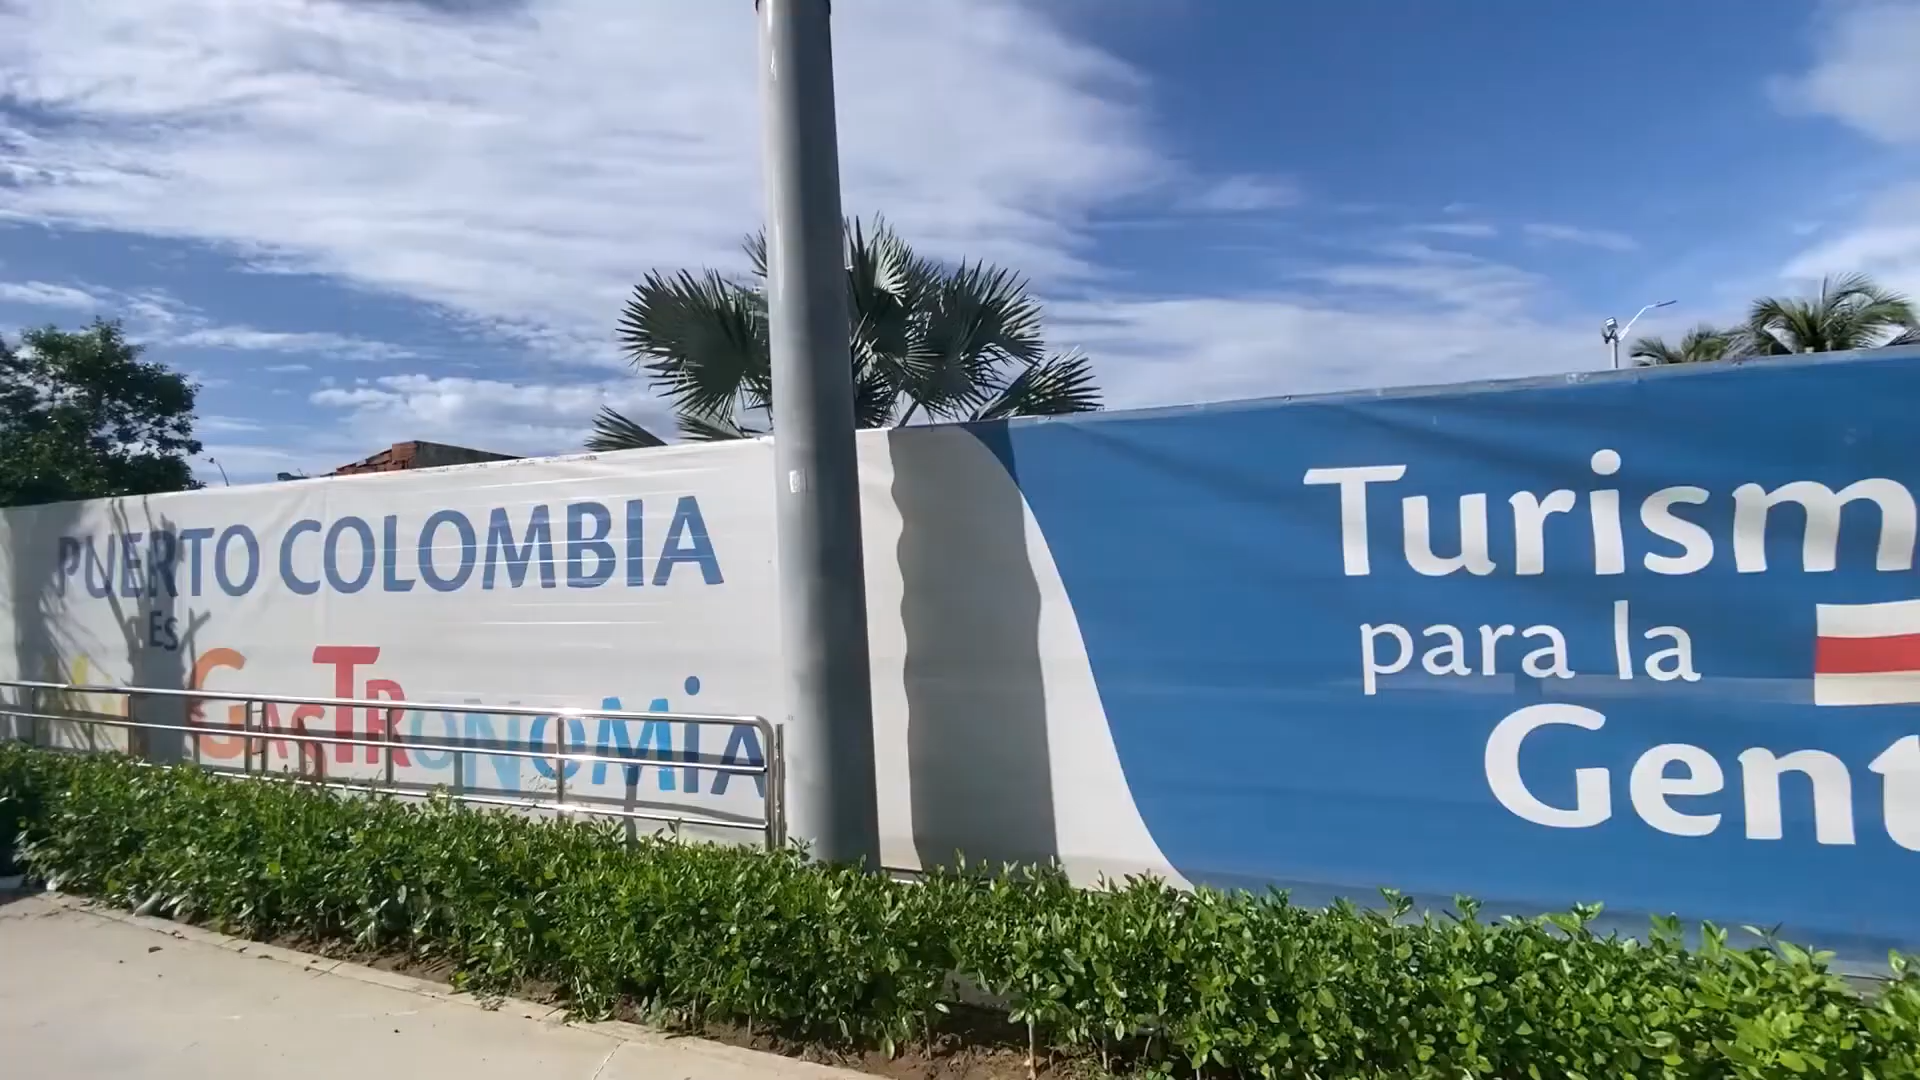 PUERTO COLOMBIA
ES
GASTRONOMiA
Turism
para la
Gent